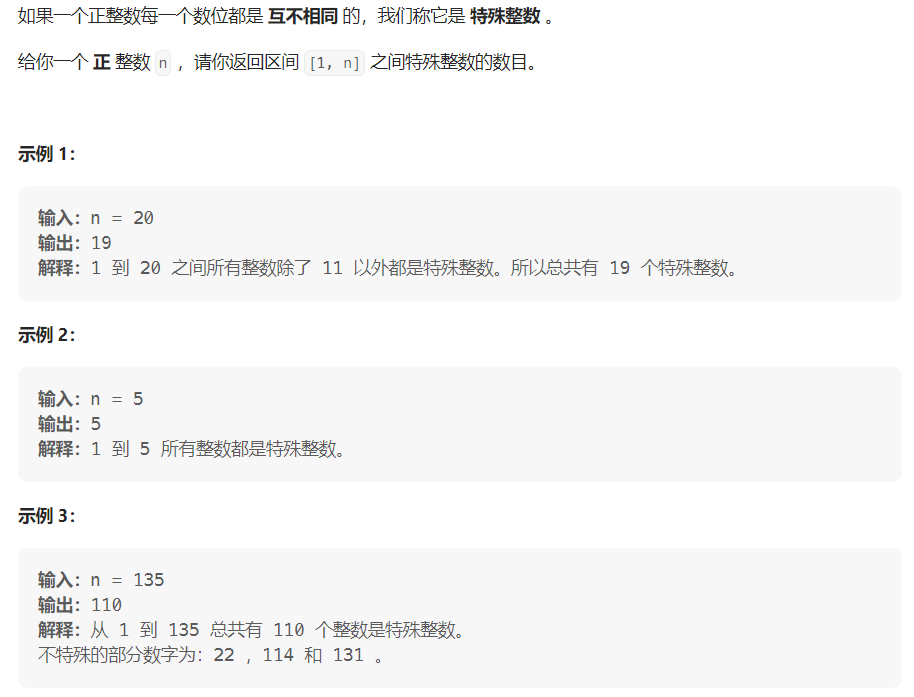 如果一个正整数每一个数位都是 互不相同 的，我们称它是 特殊整数 。
给你一个 正 整数 n ，请你返回区间 [1, n] 之间特殊整数的数目。
示例 1：
输入：n = 20
输出：19
解释：1 到 20 之间所有整数除了 11 以外都是特殊整数。所以总共有 19 个特殊整数。
示例 2：
输入：n = 5
输出：5
解释：1 到 5 所有整数都是特殊整数。
示例 3：
输入：n = 135
输出：110
解释：从 1 到 135 总共有 110 个整数是特殊整数。
不特殊的部分数字为：22 ，114 和 131 。